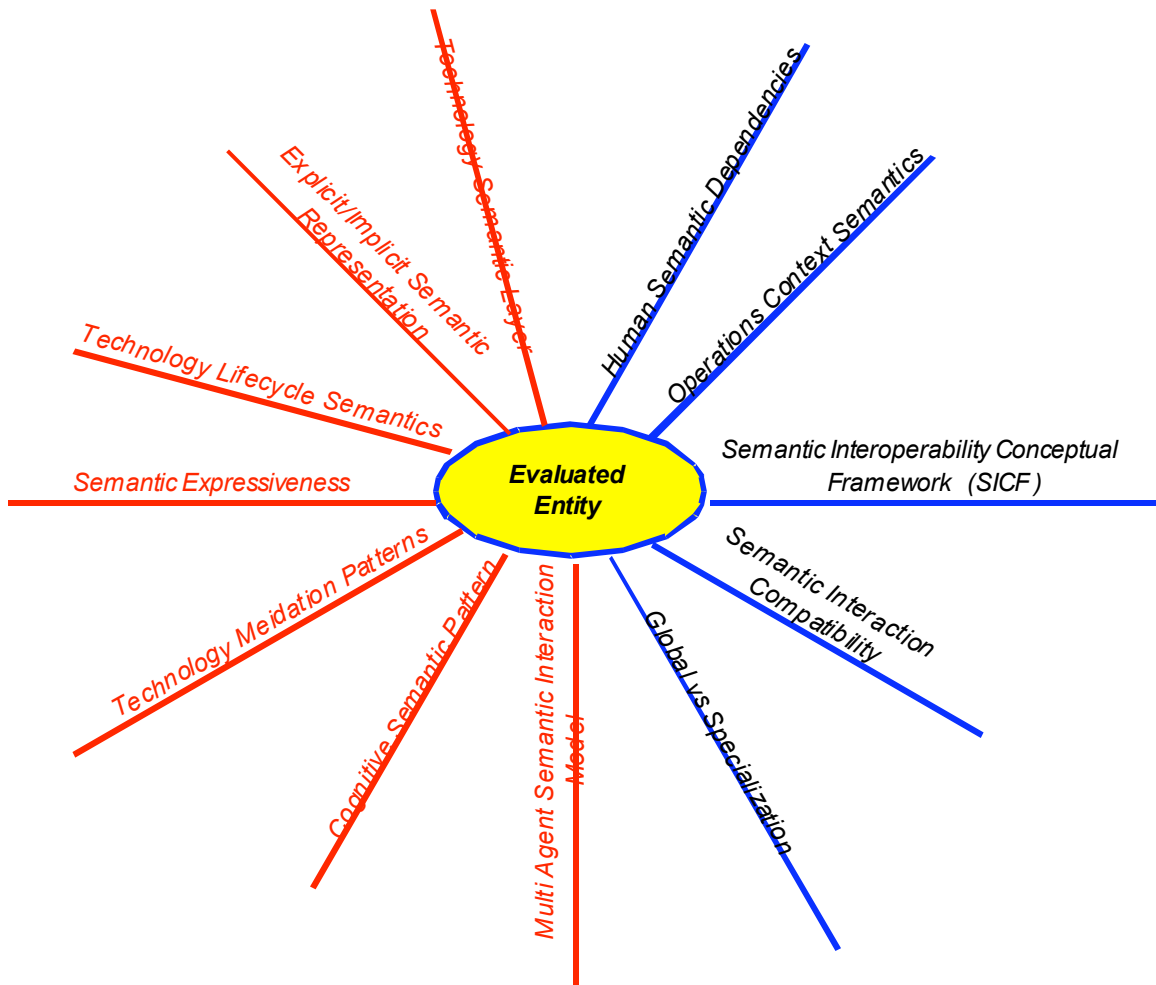 Technology Semantic Layer
Human Semantic Dependencies
Explicit/Implicit Semantic
Representation
Operations Context Semantics
Technology Lifecycle Semantics
Semantic Interoperability Conceptual
Framework (SICF)
Semantic Expressiveness
Evaluated
Entity
Technology Meidation Patterns
Semantic Interaction
Compatibility
Cognitive Semantic Pattern
Multi Agent Semantic Interaction
Model
Global vs Specialization